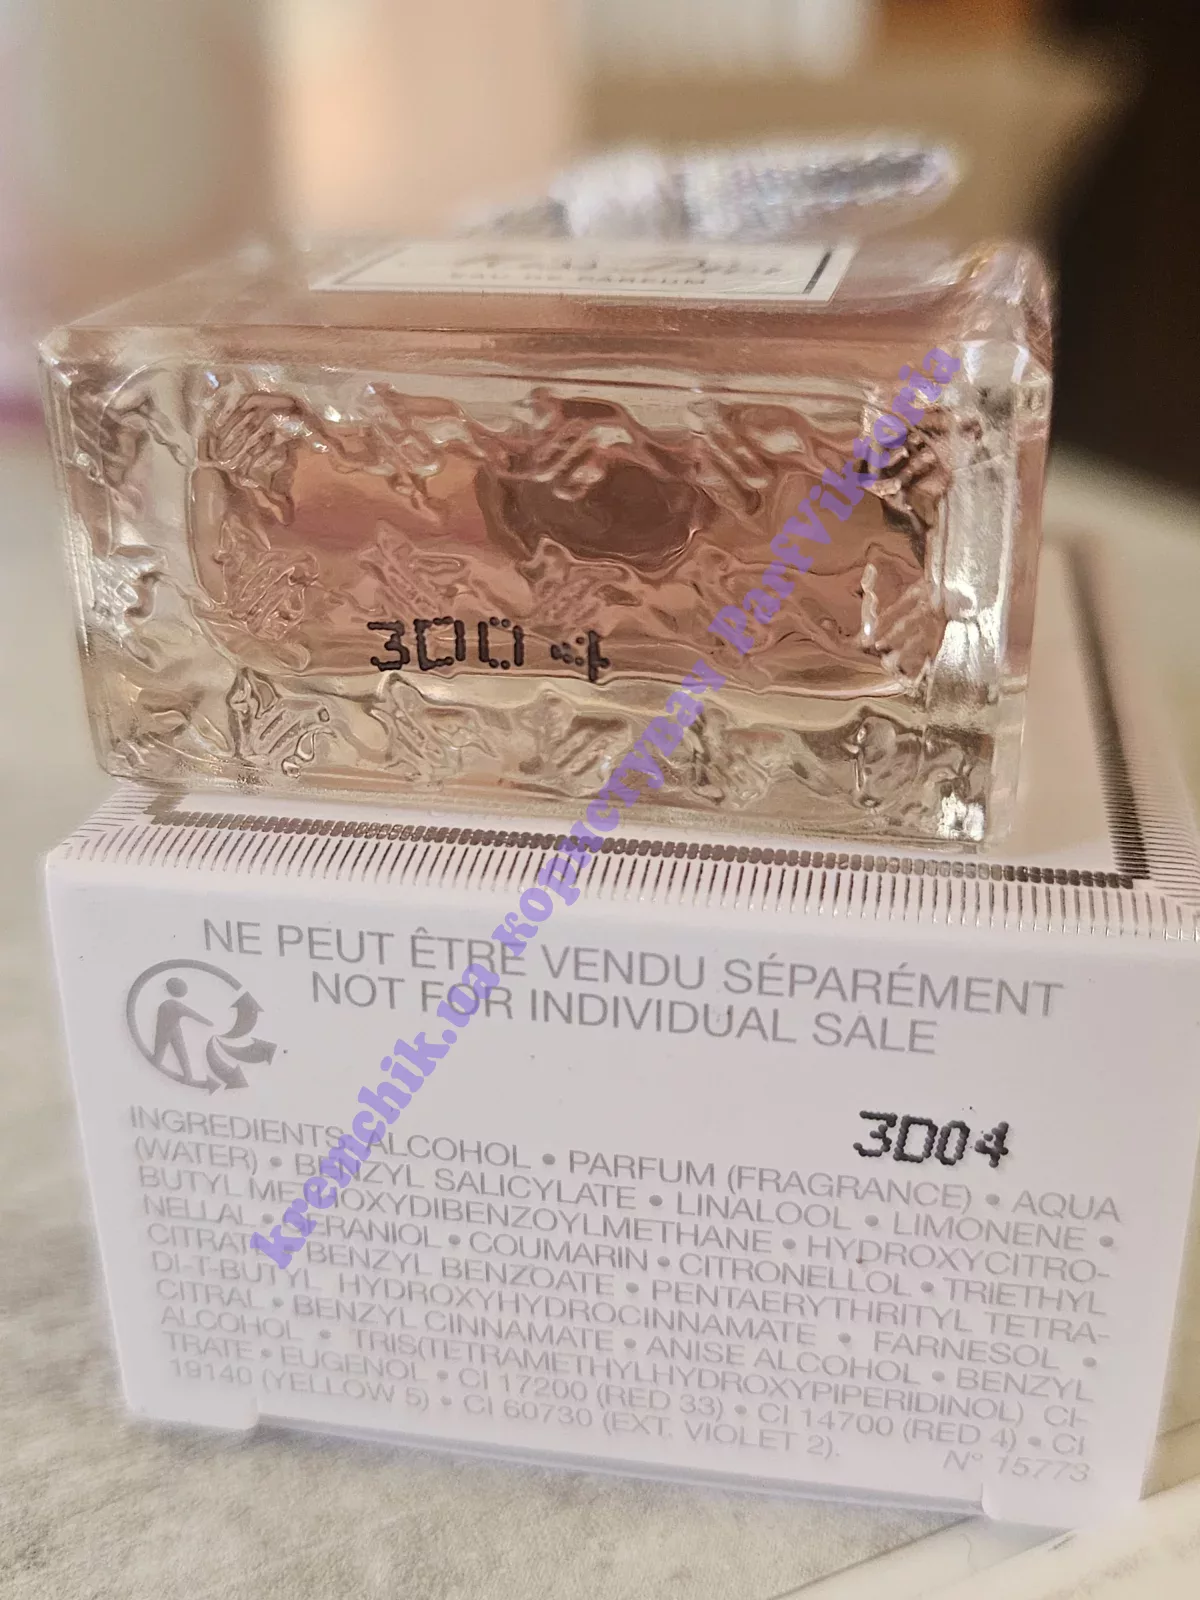 Miss Dior
EAU DE PARFUM
3D04
NE PEUT ÊTRE VENDU SÉPARÉMENT
NOT FOR INDIVIDUAL SALE
3D04
INGREDIENTS: ALCOHOL • PARFUM (FRAGRANCE) • AQUA
(WATER) • BENZYL SALICYLATE • LINALOOL • LIMONENE •
BUTYL METHOXYDIBENZOYLMETHANE • HYDROXYCITRO-
NELLAL • GERANIOL • COUMARIN • CITRONELLOL • TRIETHYL
CITRATE • BENZYL BENZOATE • PENTAERYTHRITYL TETRA-
DI-T-BUTYL HYDROXYHYDROCINNAMATE • FARNESOL •
CITRAL • BENZYL CINNAMATE • ANISE ALCOHOL • BENZYL
ALCOHOL • TRIS(TETRAMETHYLHYDROXYPIPERIDINOL) CI-
TRATE • EUGENOL • CI 17200 (RED 33) • CI 14700 (RED 4) • CI
19140 (YELLOW 5) • CI 60730 (EXT. VIOLET 2).
N° 15773
kremchik.ua користувач ParfViktoria